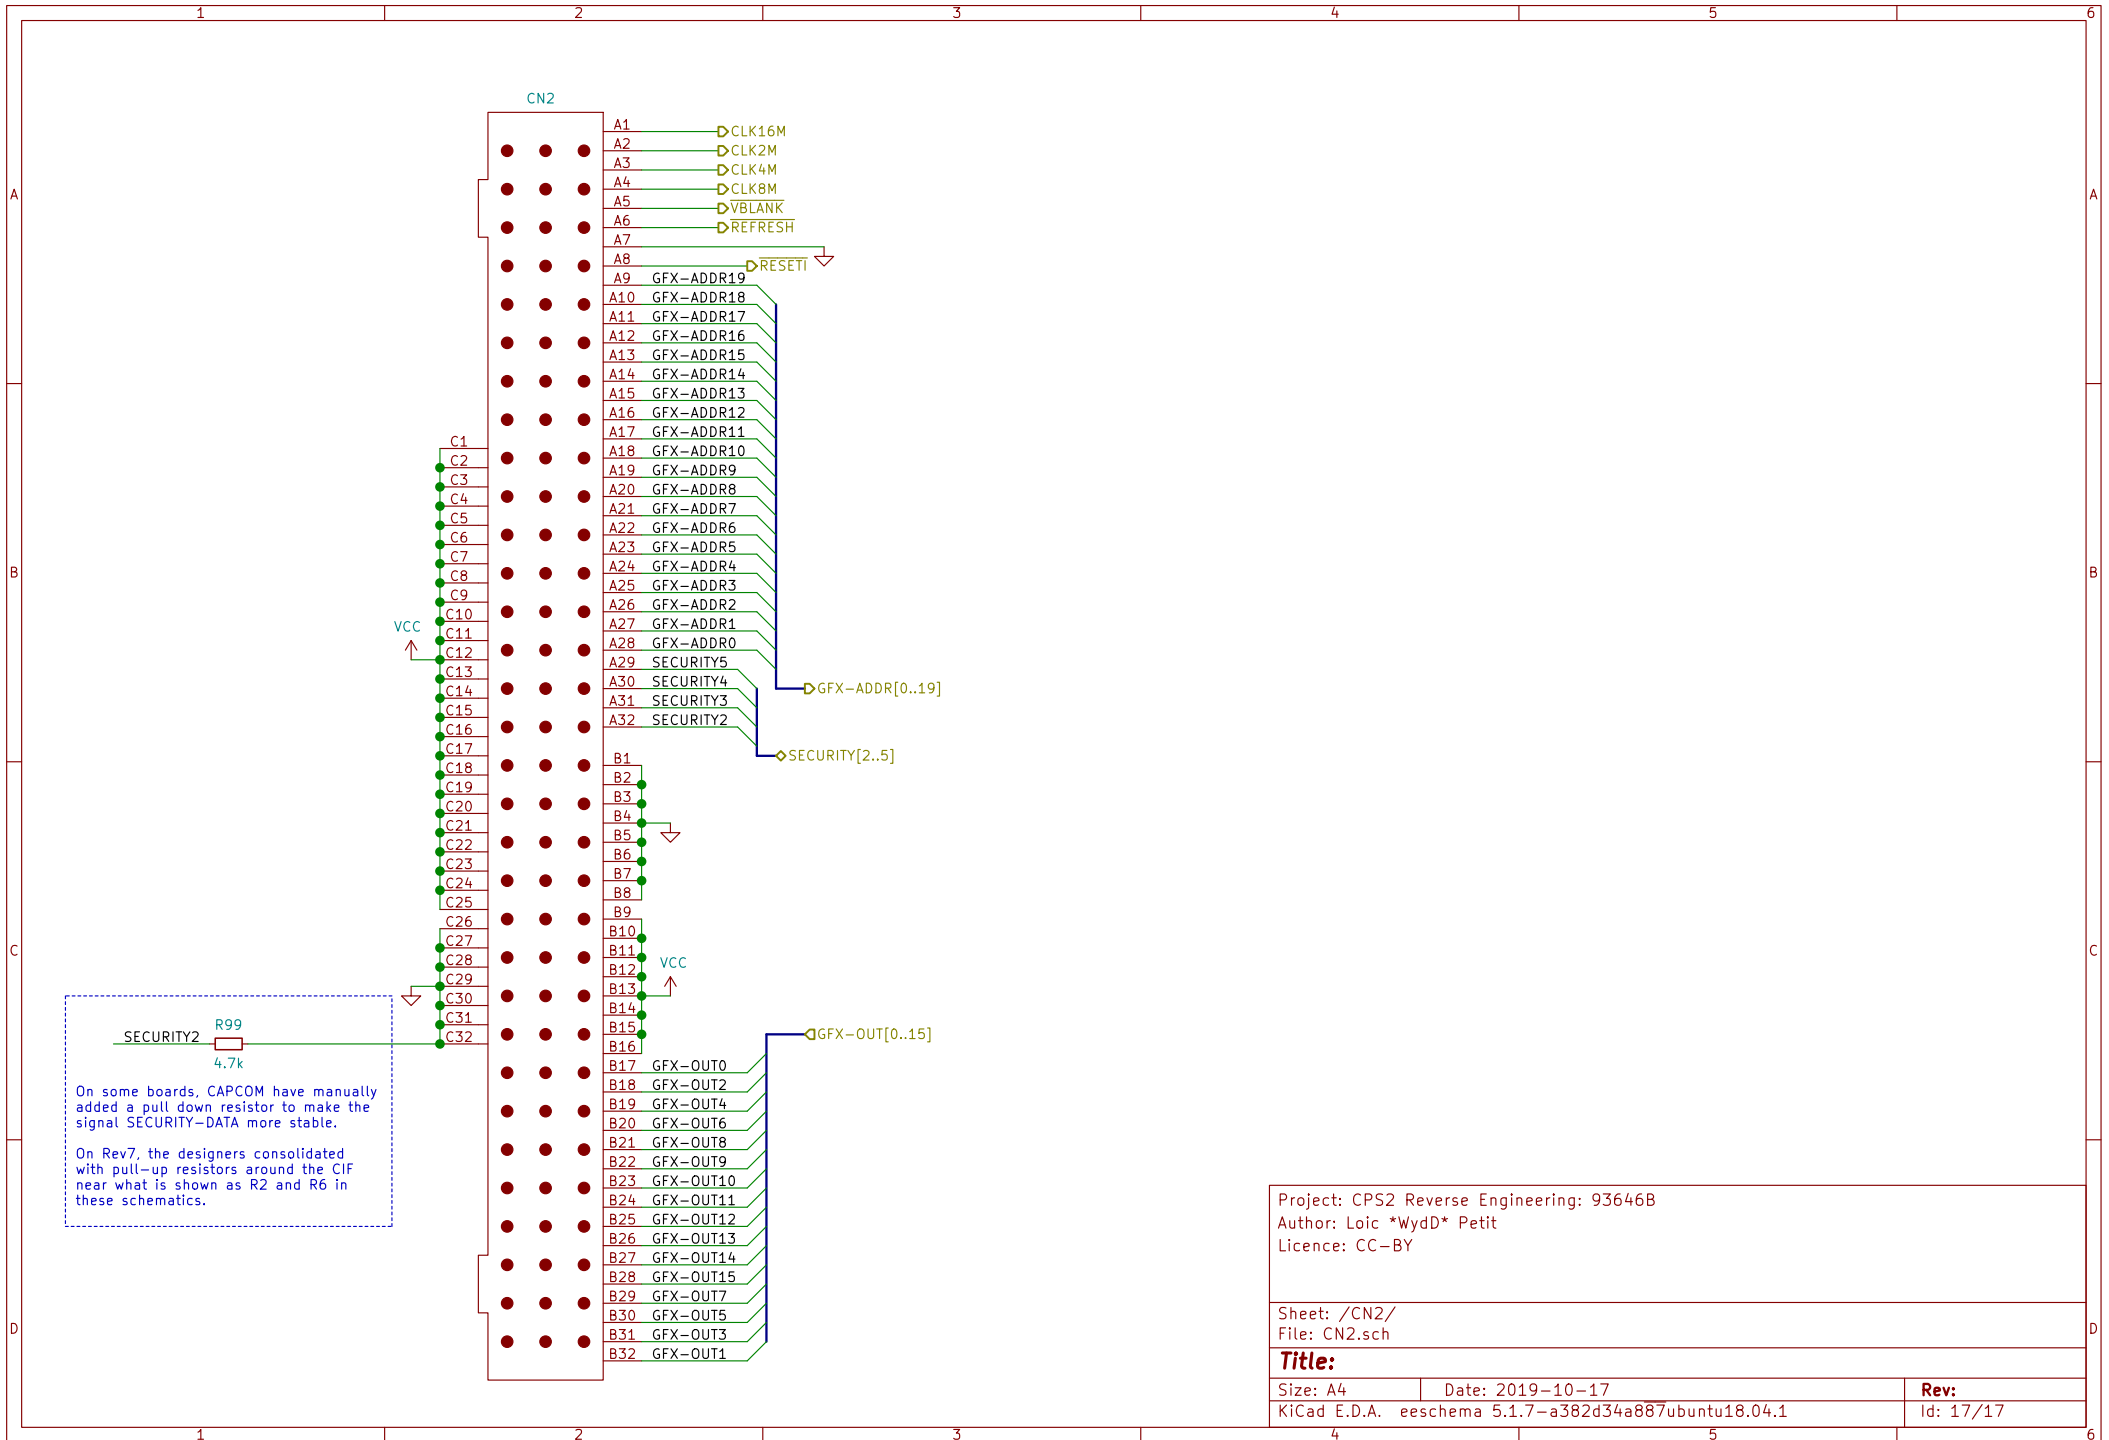 1 2 3 4 5 6
CN2
A1 CLK16M
A2 CLK2M
A3 CLK4M
A4 CLK8M
A A
A5 VBLANK
A6 REFRESH
A7
A8 RESETI
A9 GFX-ADDR19
A10 GFX-ADDR18
A11 GFX-ADDR17
A12 GFX-ADDR16
A13 GFX-ADDR15
A14 GFX-ADDR14
A15 GFX-ADDR13
A16 GFX-ADDR12
A17 GFX-ADDR11
A18 GFX-ADDR10
A19 GFX-ADDR9
A20 GFX-ADDR8
A21 GFX-ADDR7
A22 GFX-ADDR6
A23 GFX-ADDR5
A24 GFX-ADDR4
A25 GFX-ADDR3
A26 GFX-ADDR2
A27 GFX-ADDR1
A28 GFX-ADDR0
A29 SECURITY5
A30 SECURITY4
A31 SECURITY3
A32 SECURITY2
GFX-ADDR[0..19]
SECURITY[2..5]
C1
C2
C3
C4
C5
C6
C7
B B
C8
C9
C10
VCC
C11
C12
C13
C14
C15
C16
C17
C18
C19
C20
C21
C22
C23
C24
C25
C26
C27
C28
C29
C30
C31
C32
B1
B2
B3
B4
B5
B6
B7
B8
B9
B10
C C
B11
VCC
B12
B13
B14
B15
B16
GFX-OUT[0..15]
B17 GFX-OUT0
B18 GFX-OUT2
B19 GFX-OUT4
B20 GFX-OUT6
B21 GFX-OUT8
B22 GFX-OUT9
B23 GFX-OUT10
B24 GFX-OUT11
B25 GFX-OUT12
B26 GFX-OUT13
B27 GFX-OUT14
B28 GFX-OUT15
B29 GFX-OUT7
B30 GFX-OUT5
B31 GFX-OUT3
B32 GFX-OUT1
R99
SECURITY2
4.7k
On some boards, CAPCOM have manually
added a pull down resistor to make the
signal SECURITY-DATA more stable.
On Rev7, the designers consolidated
with pull-up resistors around the CIF
near what is shown as R2 and R6 in
these schematics.
Project: CPS2 Reverse Engineering: 93646B
Author: Loic *WydD* Petit
Licence: CC-BY
Sheet: /CN2/
File: CN2.sch
D D
Title:
Size: A4 Date: 2019-10-17 Rev:
KiCad E.D.A. eeschema 5.1.7-a382d34a887ubuntu18.04.1 Id: 17/17
1 2 3 4 5 6